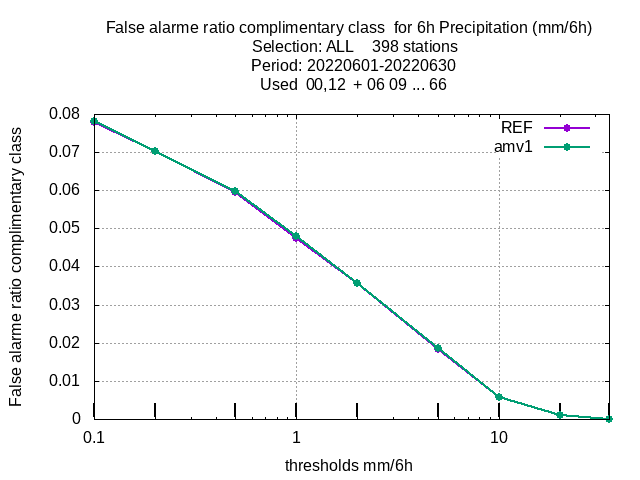 False alarme ratio complimentary class  for 6h Precipitation (mm/6h)
Selection: ALL    398 stations
Period: 20220601-20220630
Used  00,12  + 06 09 ... 66
REF
amv1
False alarme ratio complimentary class
0.08
0.07
0.06
0.05
0.04
0.03
0.02
0.01
0
0.1 1 10
thresholds mm/6h